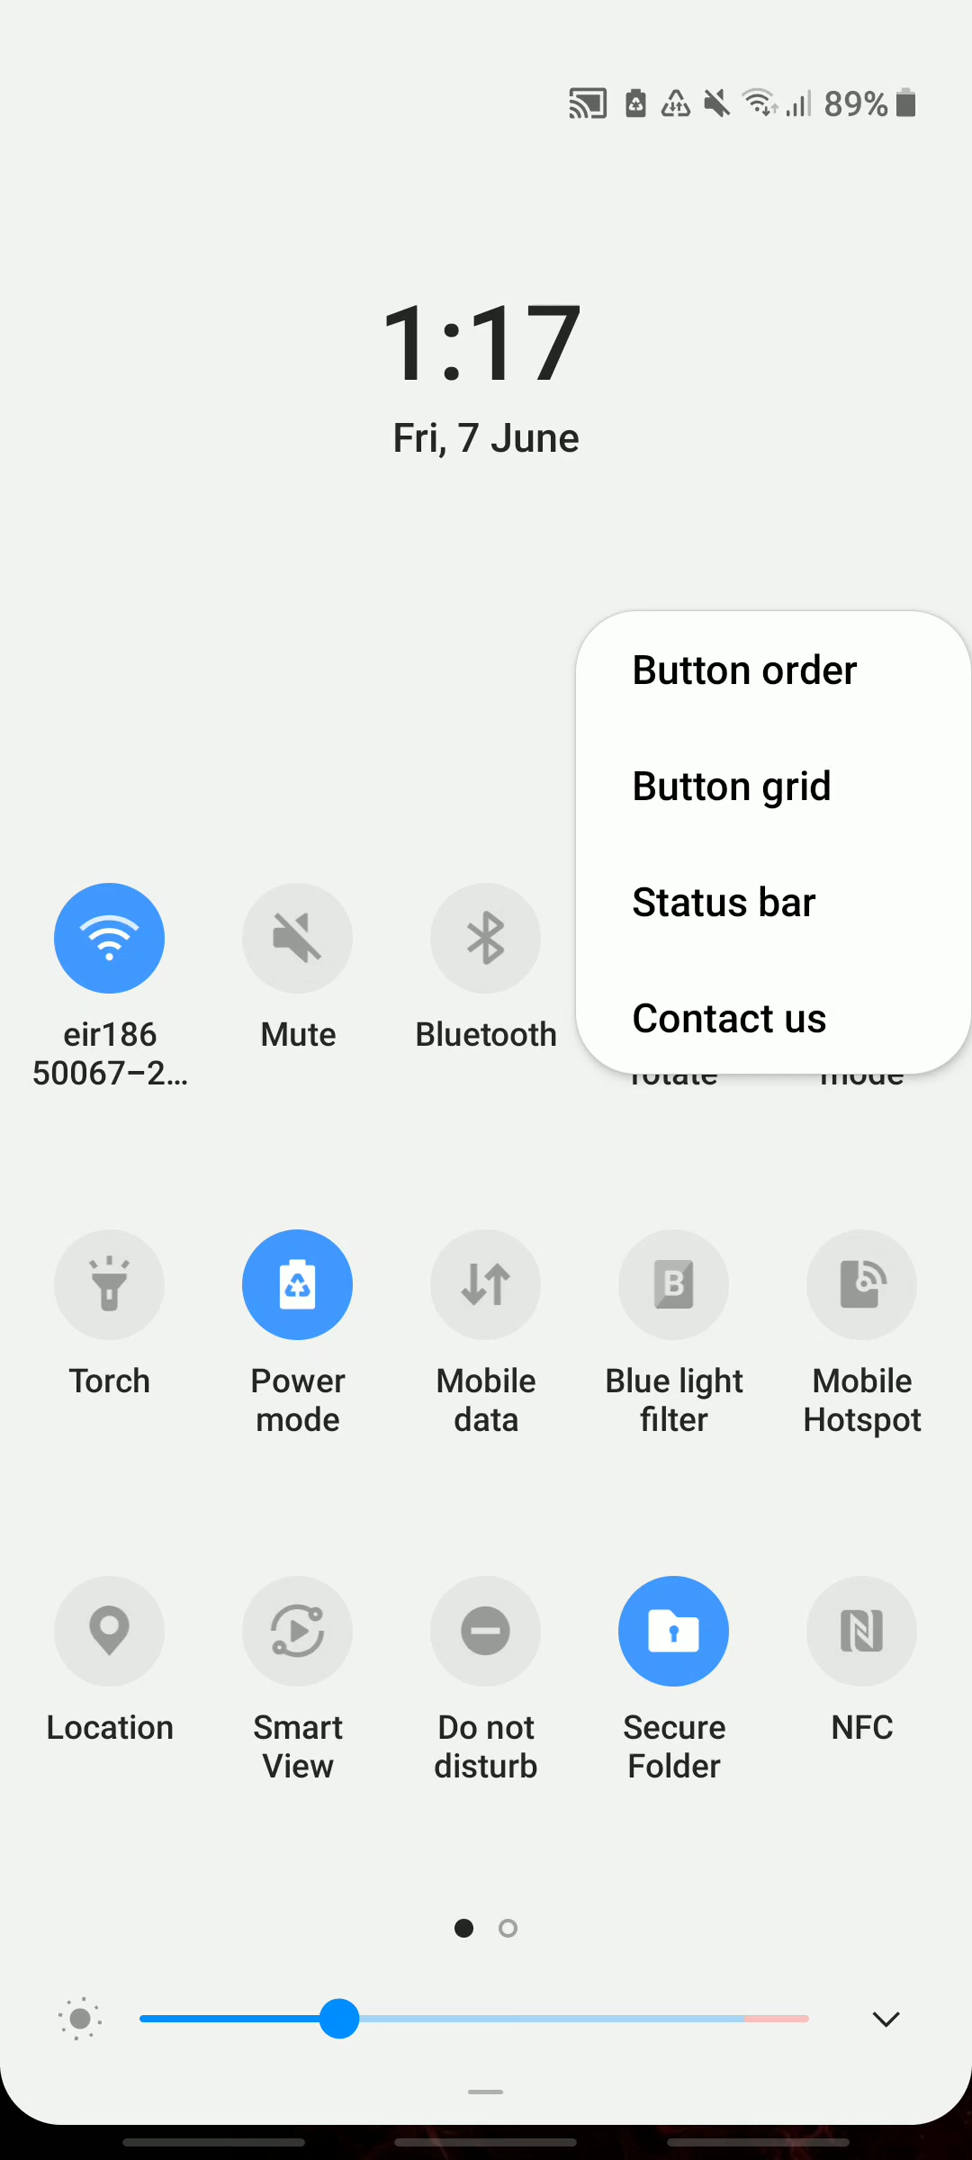 89%
1:17
Fri, 7 June
Button order
Button grid
Status bar
Contact us
eir186
50067-2...
Mute
Bluetooth
rotate
mode
Torch
Power
mode
Mobile
data
B
Blue light
filter
Mobile
Hotspot
Location
Smart
View
Do not
disturb
Secure
Folder
NFC